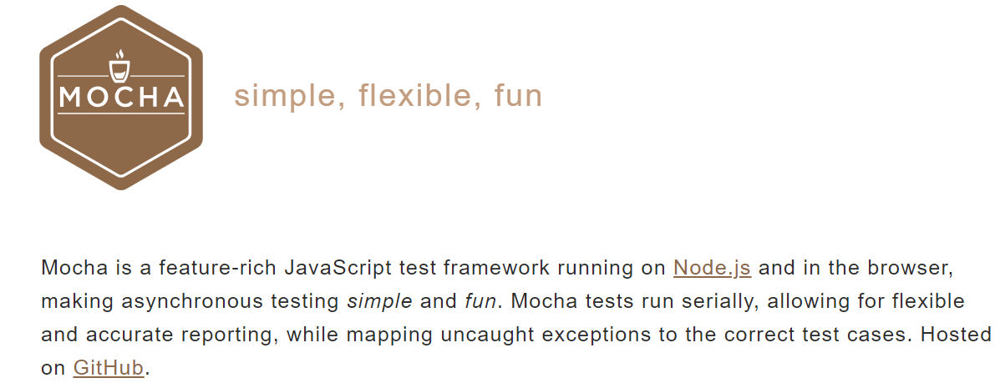 MOCHA
simple, flexible, fun
Mocha is a feature-rich JavaScript test framework running on Node.js and in the browser,
making asynchronous testing simple and fun. Mocha tests run serially, allowing for flexible
and accurate reporting, while mapping uncaught exceptions to the correct test cases. Hosted
on GitHub.